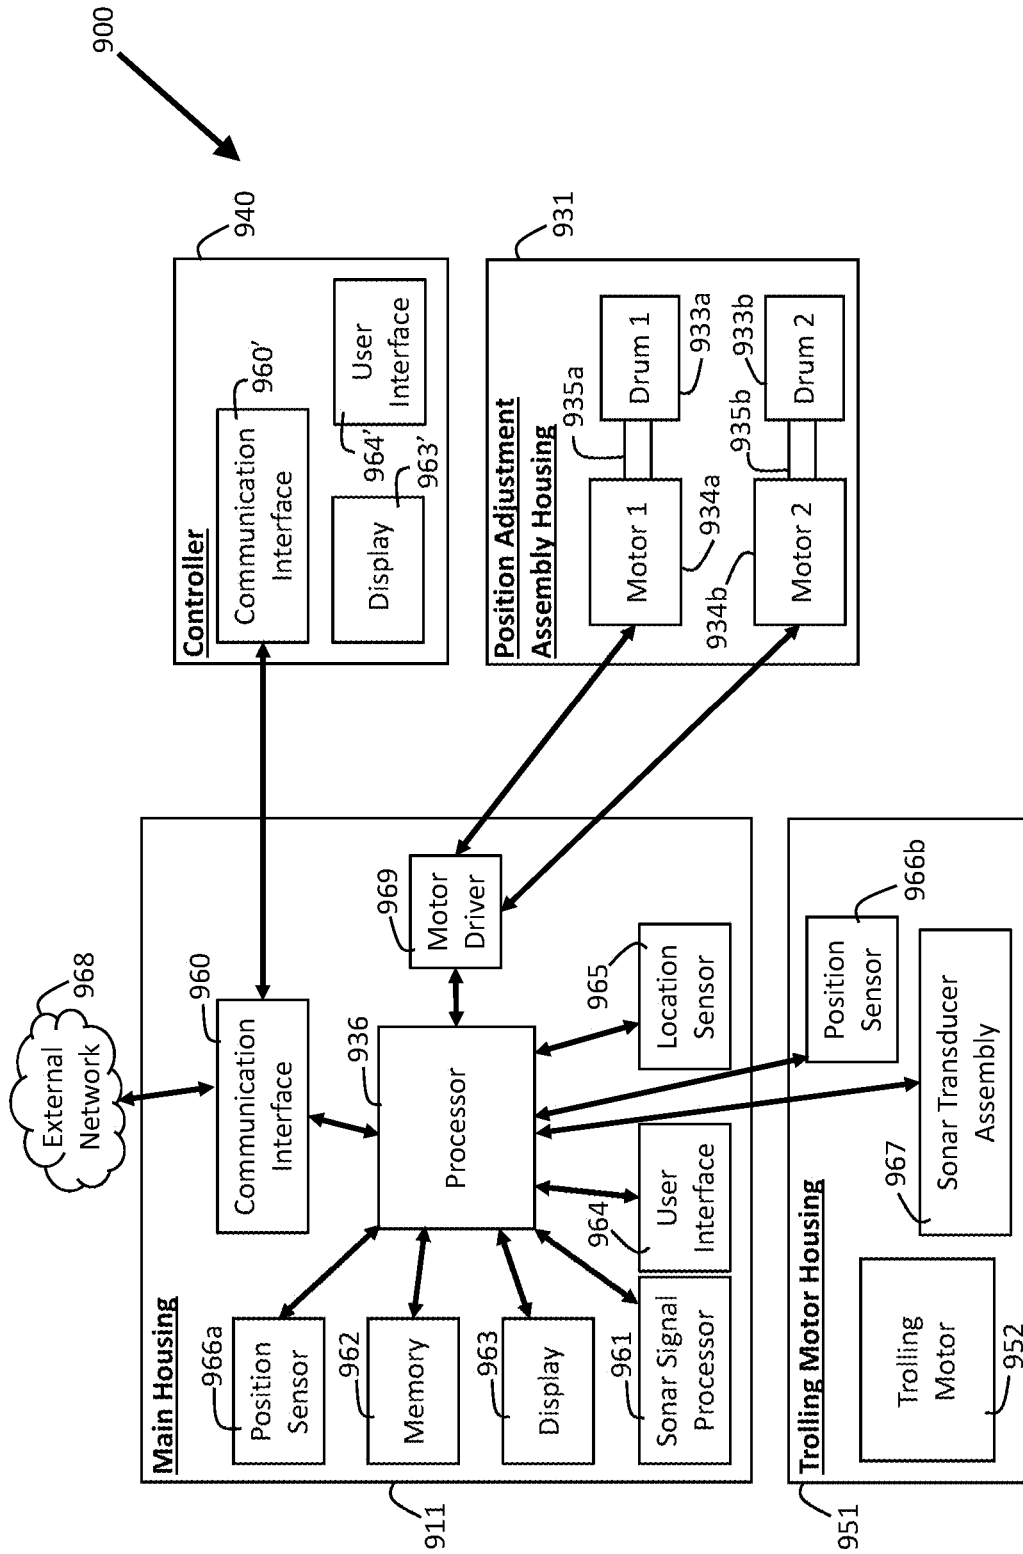 900
External
Network
968
Main Housing
911
Communication
Interface
960
Position
Sensor
966a
Memory
962
Display
963
Sonar Signal
Processor
961
Processor
936
User
Interface
964
Location
Sensor
965
Motor
Driver
969
Controller
940
Communication
Interface
960’
Display
963’
User
Interface
964’
Position Adjustment
Assembly Housing
931
Motor 1
934a
935a
Drum 1
933a
Motor 2
934b
935b
Drum 2
933b
Trolling Motor Housing
951
Trolling
Motor
952
Sonar Transducer
Assembly
967
Position
Sensor
966b